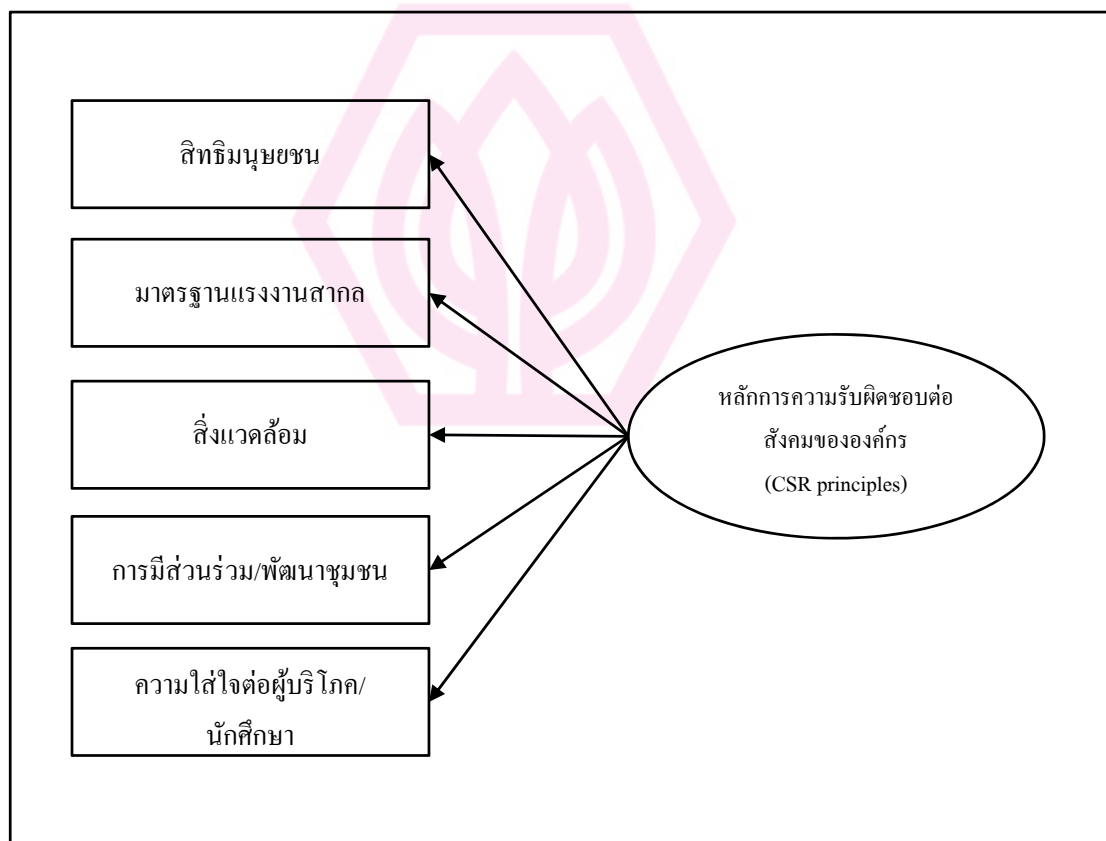 สิทธิมนุษยชน
มาตรฐานแรงงานสากล
สิ่งแวดล้อม
การมีส่วนร่วม/พัฒนาชุมชน
ความใส่ใจต่อผู้บริโภค/
นักศึกษา
หลักการความรับผิดชอบต่อ
สังคมขององค์กร
(CSR principles)